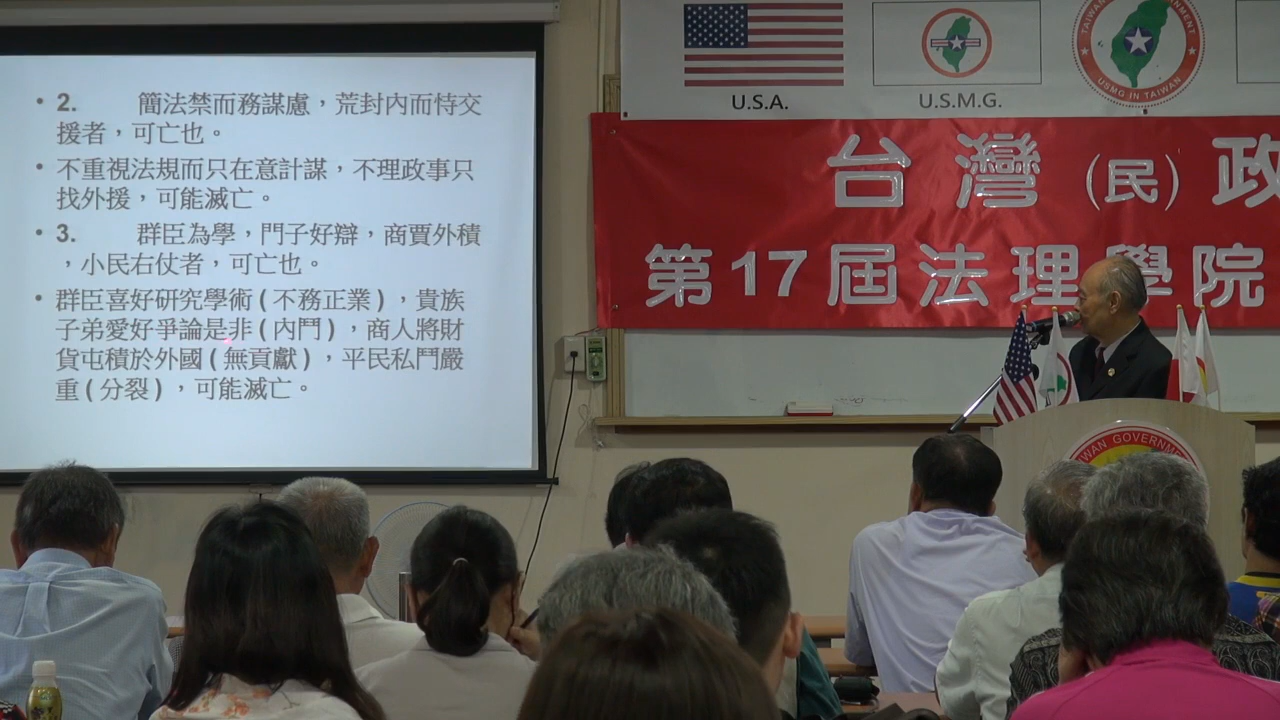 • 2. 簡法禁而務謀慮，荒封內而恃交
援者，可亡也。
• 不重視法規而只在意計謀，不理政事只
找外援，可能滅亡。
• 3. 群臣為學，門子好辯，商賈外積
，小民右仗者，可亡也。
• 群臣喜好研究學術 ( 不務正業 ) ，貴族
子弟愛好爭論是非 ( 內鬥 ) ，商人將財
貨屯積於外國 ( 無貢獻 ) ，平民私鬥嚴
重 ( 分裂 ) ，可能滅亡。
U.S.A.
U.S.M.G.
USMG IN TAIWAN
台灣（民）政
第17屆法理學院
TAIWAN GOVERNMENT